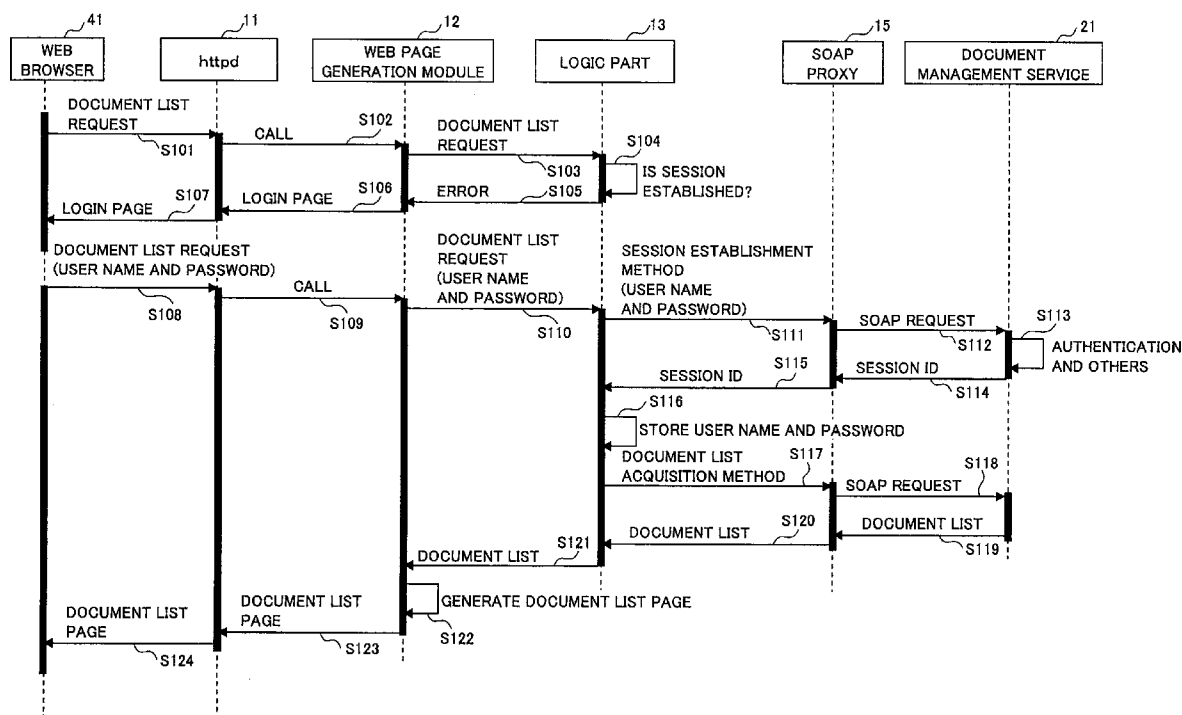 41
WEB
BROWSER
11
httpd
12
WEB PAGE
GENERATION MODULE
13
LOGIC PART
15
SOAP
PROXY
21
DOCUMENT
MANAGEMENT SERVICE
DOCUMENT LIST
REQUEST
S101
CALL
S102
DOCUMENT LIST
REQUEST
S103
S104
IS SESSION
ESTABLISHED?
ERROR
S105
LOGIN PAGE
S106
LOGIN PAGE
S107
DOCUMENT LIST REQUEST
(USER NAME AND PASSWORD)
S108
CALL
S109
DOCUMENT LIST
REQUEST
(USER NAME
AND PASSWORD)
S110
SESSION ESTABLISHMENT
METHOD
(USER NAME
AND PASSWORD)
S111
SOAP REQUEST
S112
S113
AUTHENTICATION
AND OTHERS
SESSION ID
S114
SESSION ID
S115
S116
STORE USER NAME AND PASSWORD
DOCUMENT LIST
ACQUISITION METHOD
S117
SOAP REQUEST
S118
DOCUMENT LIST
S119
DOCUMENT LIST
S120
DOCUMENT LIST
S121
GENERATE DOCUMENT LIST PAGE
S122
DOCUMENT LIST
PAGE
S123
DOCUMENT LIST
PAGE
S124